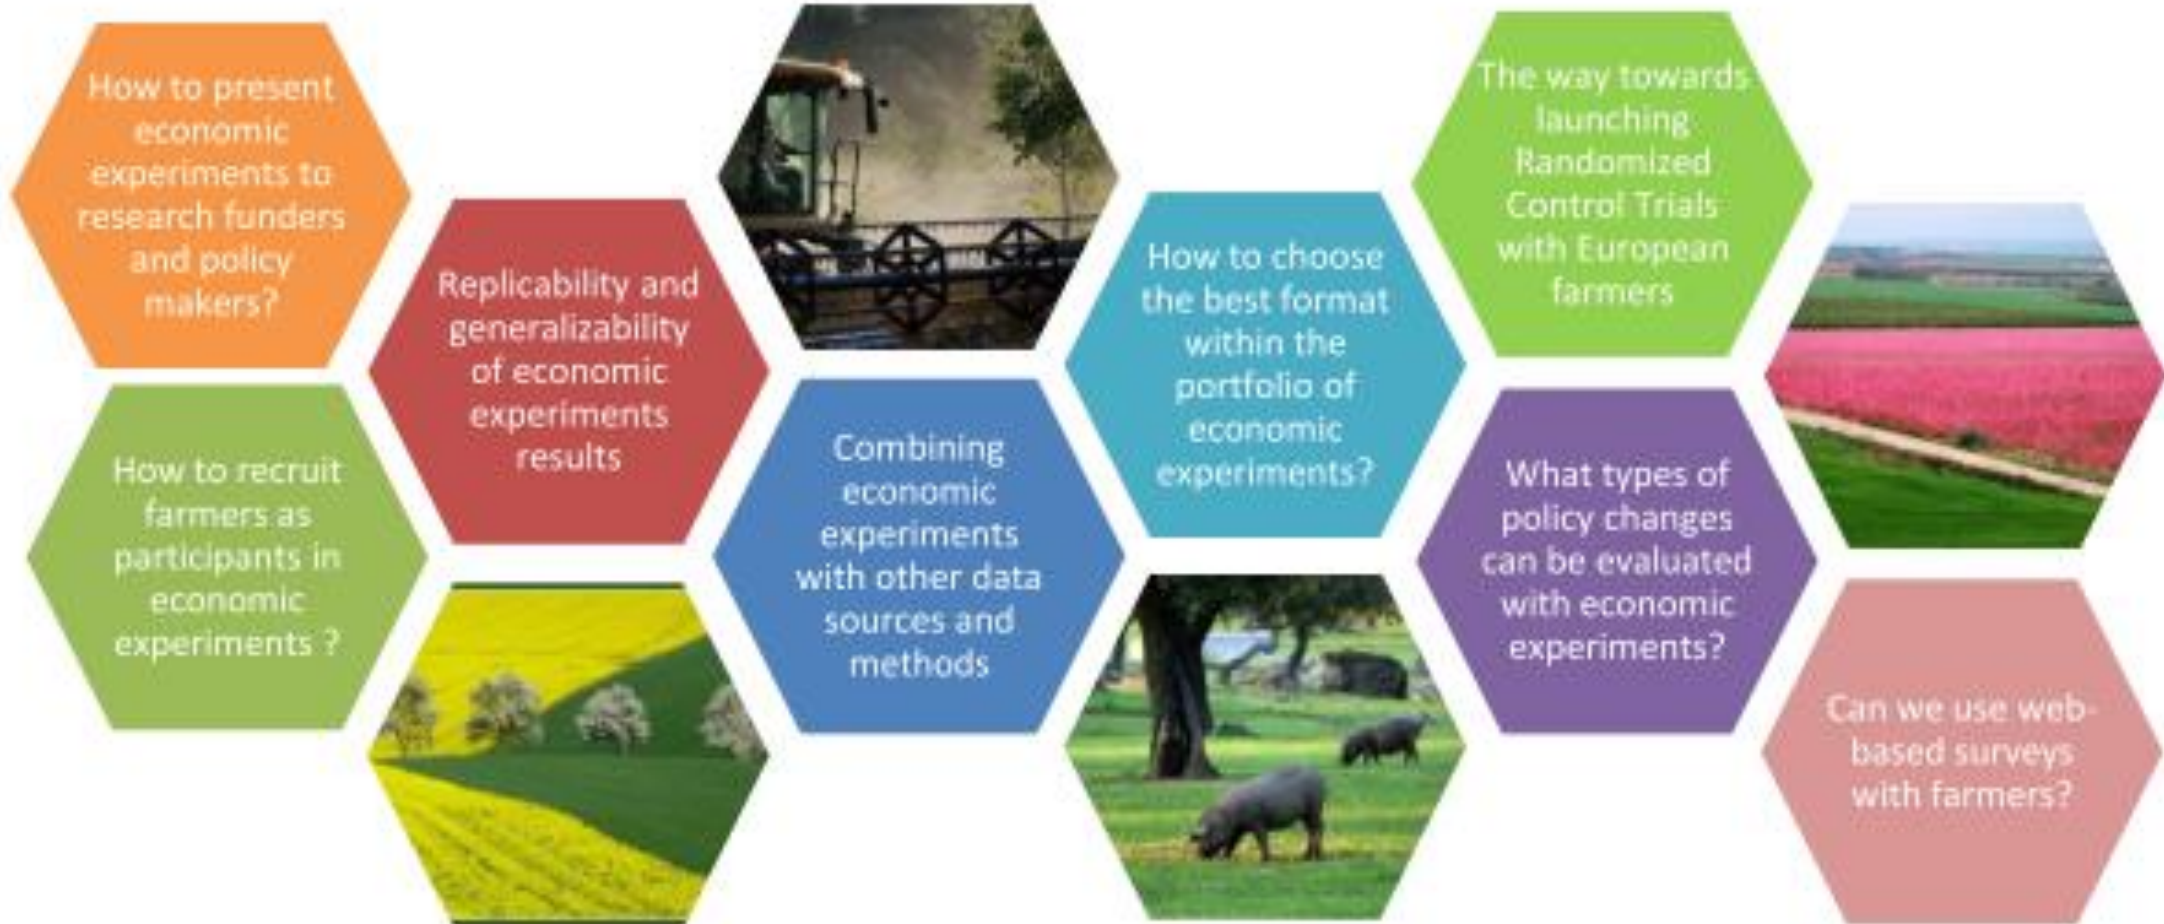 How to present
economic
experiments to
research funders
and policy
makers?
How to recruit
farmers as
participants in
economic
experiments ?
Replicability and
generalizability
of economic
experiments
results
Combining
economic
experiments
with other data
sources and
methods
How to choose
the best format
within the
portfolio of
economic
experiments?
The way towards
launching
Randomized
Control Trials
with European
farmers
What types of
policy changes
can be evaluated
with economic
experiments?
Can we use web-
based surveys
with farmers?